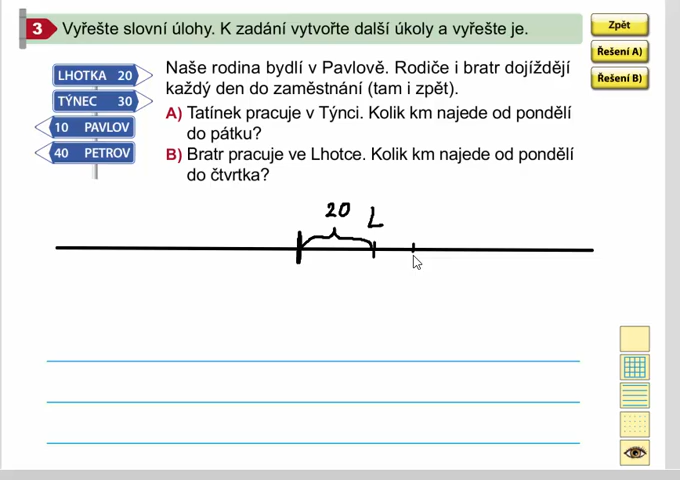 3 Vyřešte slovní úlohy. K zadání vytvořte další úkoly a vyřešte je.
Zpět
Řešení A)
Řešení B)
LHOTKA 20
TÝNEC 30
10 PAVLOV
40 PETROV
Naše rodina bydlí v Pavlově. Rodiče i bratr dojíždějí
každý den do zaměstnání (tam i zpět).
A) Tatínek pracuje v Týnci. Kolik km najede od pondělí
do pátku?
B) Bratr pracuje ve Lhotce. Kolik km najede od pondělí
do čtvrtka?
20 L